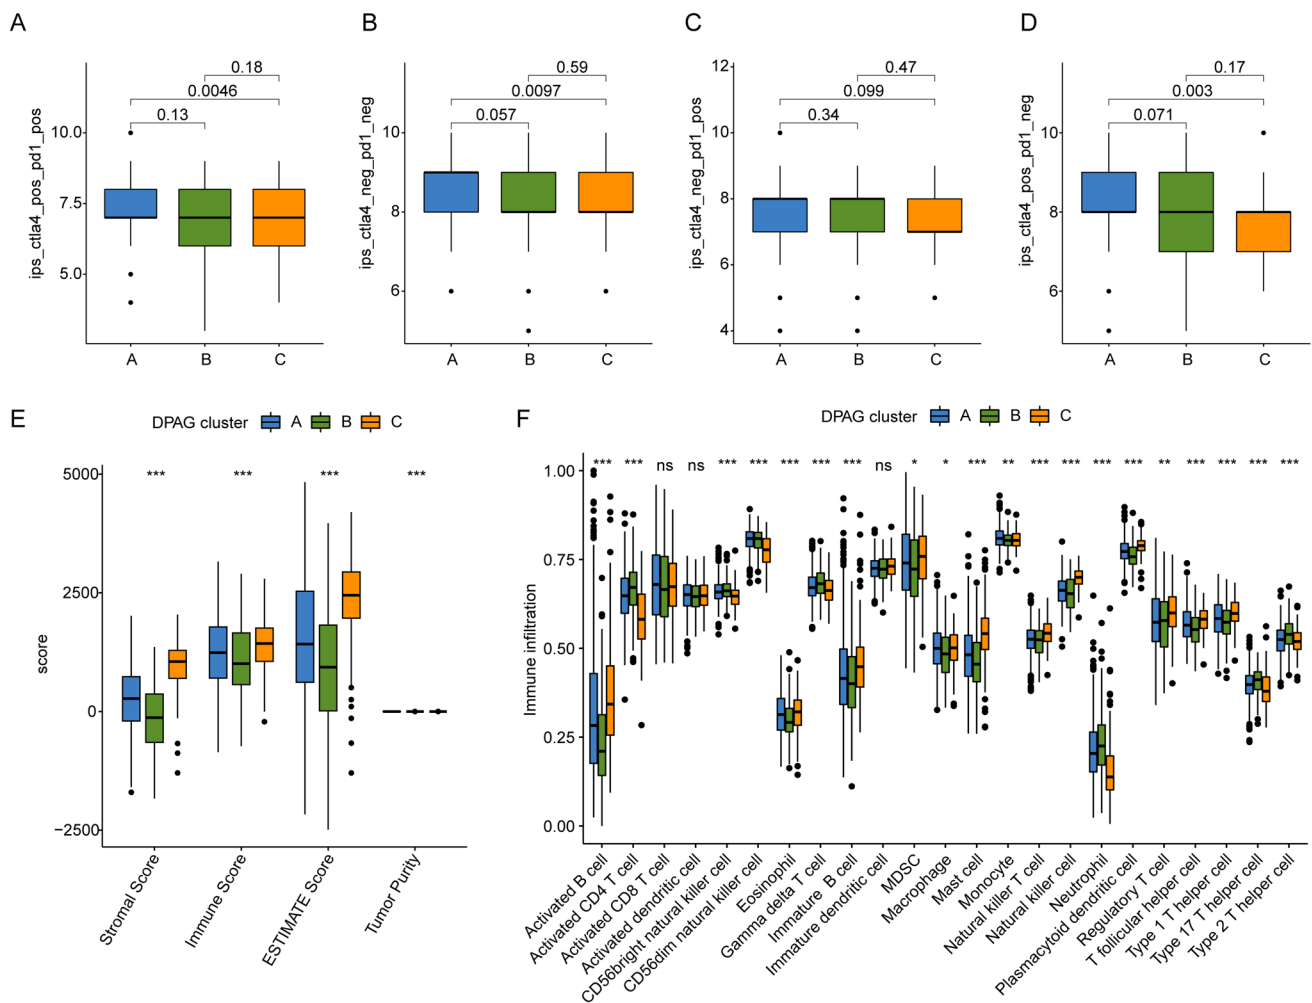 A
B
C
D
ips_ctla4_pos_pd1_pos
10.0
7.5
5.0
0.18
0.0046
0.13
A B C
ips_ctla4_neg_pd1_neg
10
8
6
0.59
0.0097
0.057
A B C
ips_ctla4_neg_pd1_pos
12
10
8
6
4
0.47
0.099
0.34
A B C
ips_ctla4_pos_pd1_neg
10
8
6
0.17
0.003
0.071
A B C
E
DPAG cluster A B C
score
5000
2500
0
−2500
*** *** *** ***
Stromal Score
Immune Score
ESTIMATE Score
Tumor Purity
F
DPAG cluster A B C
Immune infiltration
1.00
0.75
0.50
0.25
0.00
*** *** ns ns *** *** *** *** *** ns * * *** ** *** *** *** *** ** *** *** *** ***
Activated B cell
Activated CD4 T cell
Activated CD8 T cell
Activated dendritic cell
CD56bright natural killer cell
CD56dim natural killer cell
Eosinophil
Gamma delta T cell
Immature B cell
Immature dendritic cell
MDSC
Macrophage
Mast cell
Monocyte
Natural killer T cell
Natural killer cell
Neutrophil
Plasmacytoid dendritic cell
Regulatory T cell
T follicular helper cell
Type 1 T helper cell
Type 17 T helper cell
Type 2 T helper cell